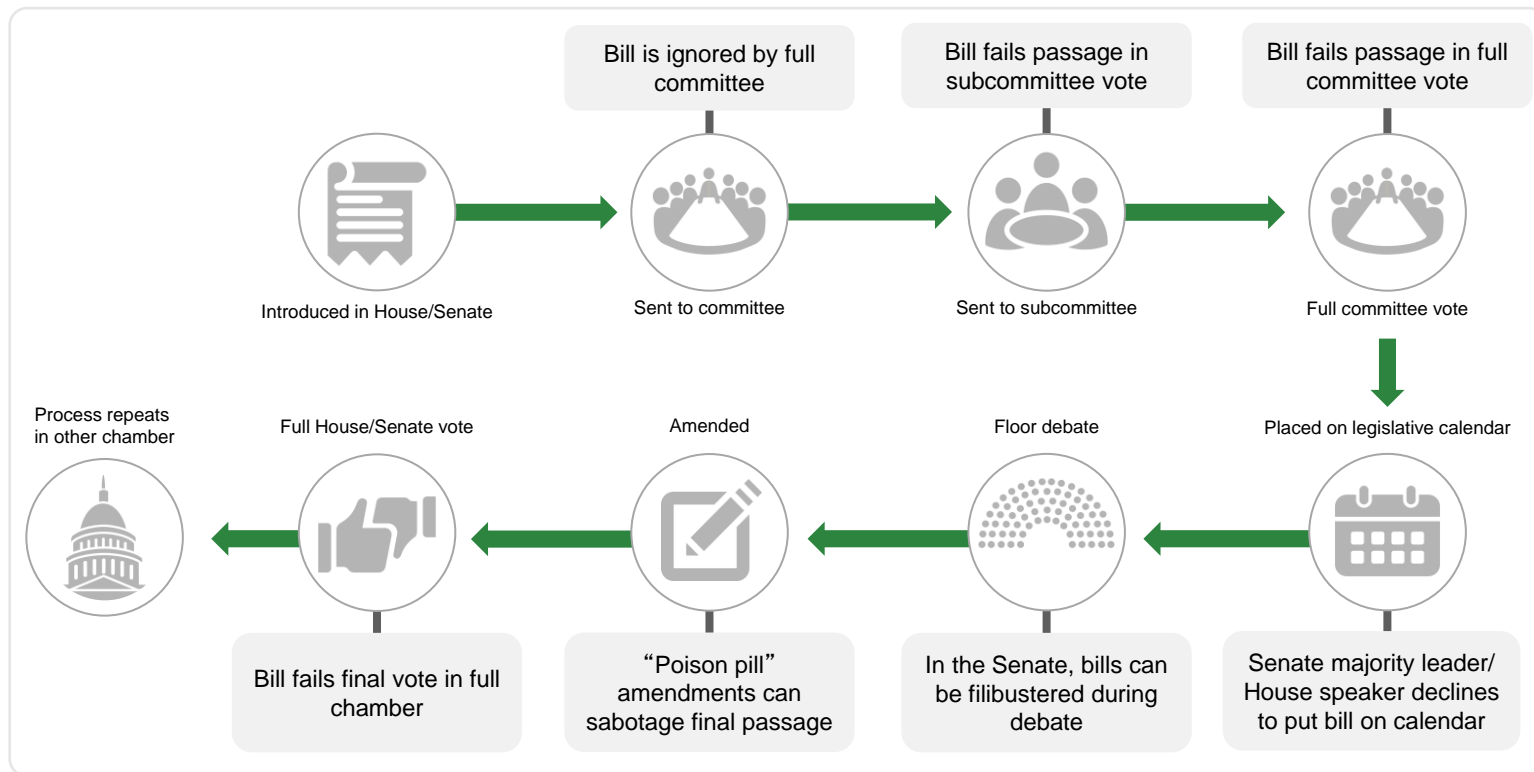 Bill is ignored by full
committee
Bill fails passage in
subcommittee vote
Bill fails passage in full
committee vote
Introduced in House/Senate
Sent to committee
Sent to subcommittee
Full committee vote
Process repeats
in other chamber
Full House/Senate vote
Amended
Floor debate
Placed on legislative calendar
Bill fails final vote in full
chamber
“Poison pill”
amendments can
sabotage final passage
In the Senate, bills can
be filibustered during
debate
Senate majority leader/
House speaker declines
to put bill on calendar